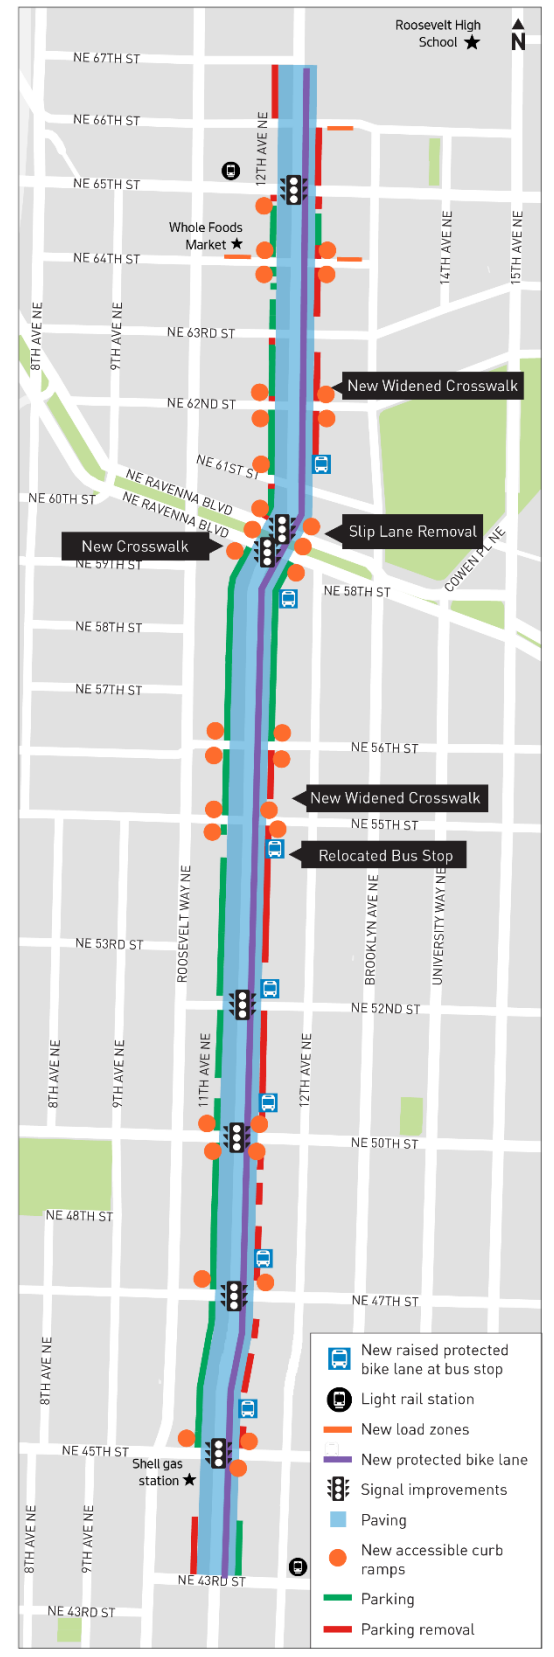 Roosevelt High
School
N
NE 67TH ST
NE 66TH ST
12TH AVE NE
NE 65TH ST
Whole Foods
Market
NE 64TH ST
14TH AVE NE
15TH AVE NE
8TH AVE NE
9TH AVE NE
NE 63RD ST
New Widened Crosswalk
NE 62ND ST
NE 61ST ST
NE RAVENNA BLVD
NE RAVENNA BLVD
NE 60TH ST
Slip Lane Removal
New Crosswalk
COWEN PL NE
NE 59TH ST
NE 58TH ST
NE 58TH ST
NE 57TH ST
NE 56TH ST
New Widened Crosswalk
NE 55TH ST
Relocated Bus Stop
ROOSEVELT WAY NE
BROOKLYN AVE NE
UNIVERSITY WAY NE
NE 53RD ST
NE 52ND ST
8TH AVE NE
9TH AVE NE
11TH AVE NE
12TH AVE NE
NE 50TH ST
NE 48TH ST
NE 47TH ST
8TH AVE NE
NE 45TH ST
Shell gas
station
8TH AVE NE
9TH AVE NE
NE 43RD ST
NE 43RD ST
New raised protected
bike lane at bus stop
Light rail station
New load zones
New protected bike lane
Signal improvements
Paving
New accessible curb
ramps
Parking
Parking removal